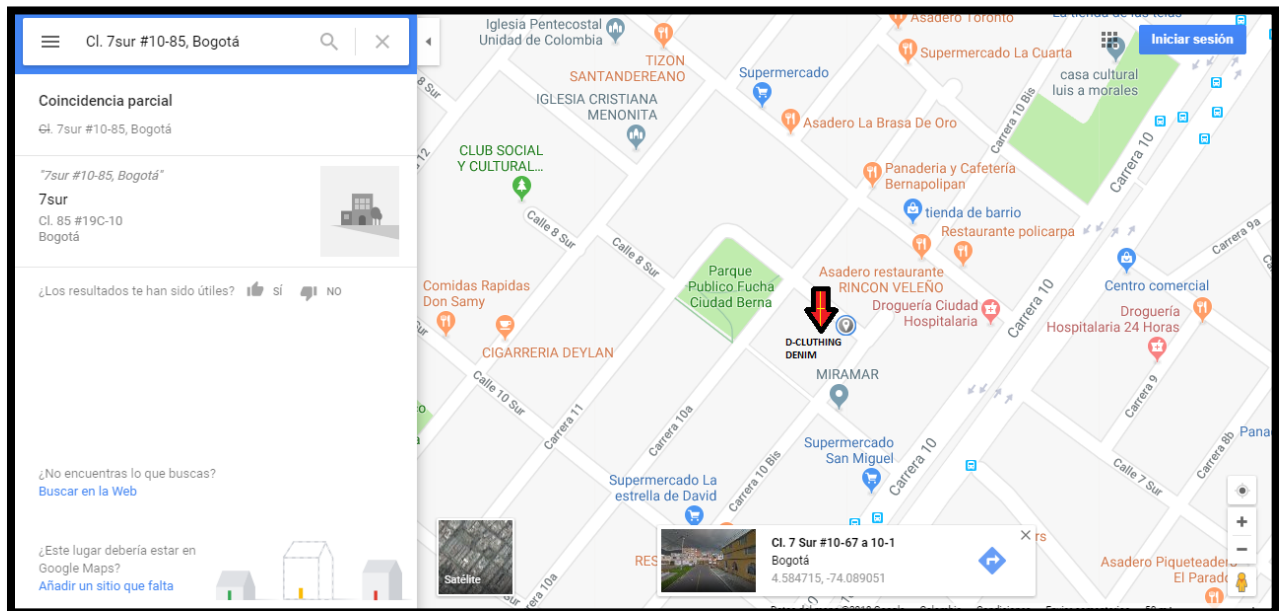 Cl. 7sur #10-85, Bogotá
Coincidencia parcial
Cl. 7sur #10-85, Bogotá
"7sur #10-85, Bogotá"
7sur
Cl. 85 #19C-10
Bogotá
¿Los resultados te han sido útiles? SÍ NO
¿No encuentras lo que buscas?
Buscar en la Web
¿Este lugar debería estar en
Google Maps?
Añadir un sitio que falta
Iglesia Pentecostal
Unidad de Colombia
TIZON
SANTANDEREANO
Asadero Toronto
La tienda de las telas
Iniciar sesión
Supermercado La Cuarta
casa cultural
luis a morales
Supermercado
IGLESIA CRISTIANA
MENONITA
Asadero La Brasa De Oro
Carrera 10 Bis
Carrera 10
CLUB SOCIAL
Y CULTURAL...
Panaderia y Cafetería
Bernapolipan
tienda de barrio
Restaurante policarpa
Carrera 9a
Calle 8 Sur
Calle 8 Sur
Parque
Publico Fucha
Ciudad Berna
Asadero restaurante
RINCON VELEÑO
Centro comercial
Comidas Rapidas
Don Samy
Droguería Ciudad
Hospitalaria
Carrera 10
Droguería
Hospitalaria 24 Horas
D-CLUTHING
DENIM
CIGARRERIA DEYLAN
MIRAMAR
Calle 10 Sur
Carrera 11
Carrera 10a
Carrera 9
Carrera 8b
Supermercado
San Miguel
Carrera 10
Calle 7 Sur
Supermercado La
estrella de David
Carrera 10 Bis
Satélite
Cl. 7 Sur #10-67 a 10-1
Bogotá
4.584715, -74.089051
Asadero Piqueteadero